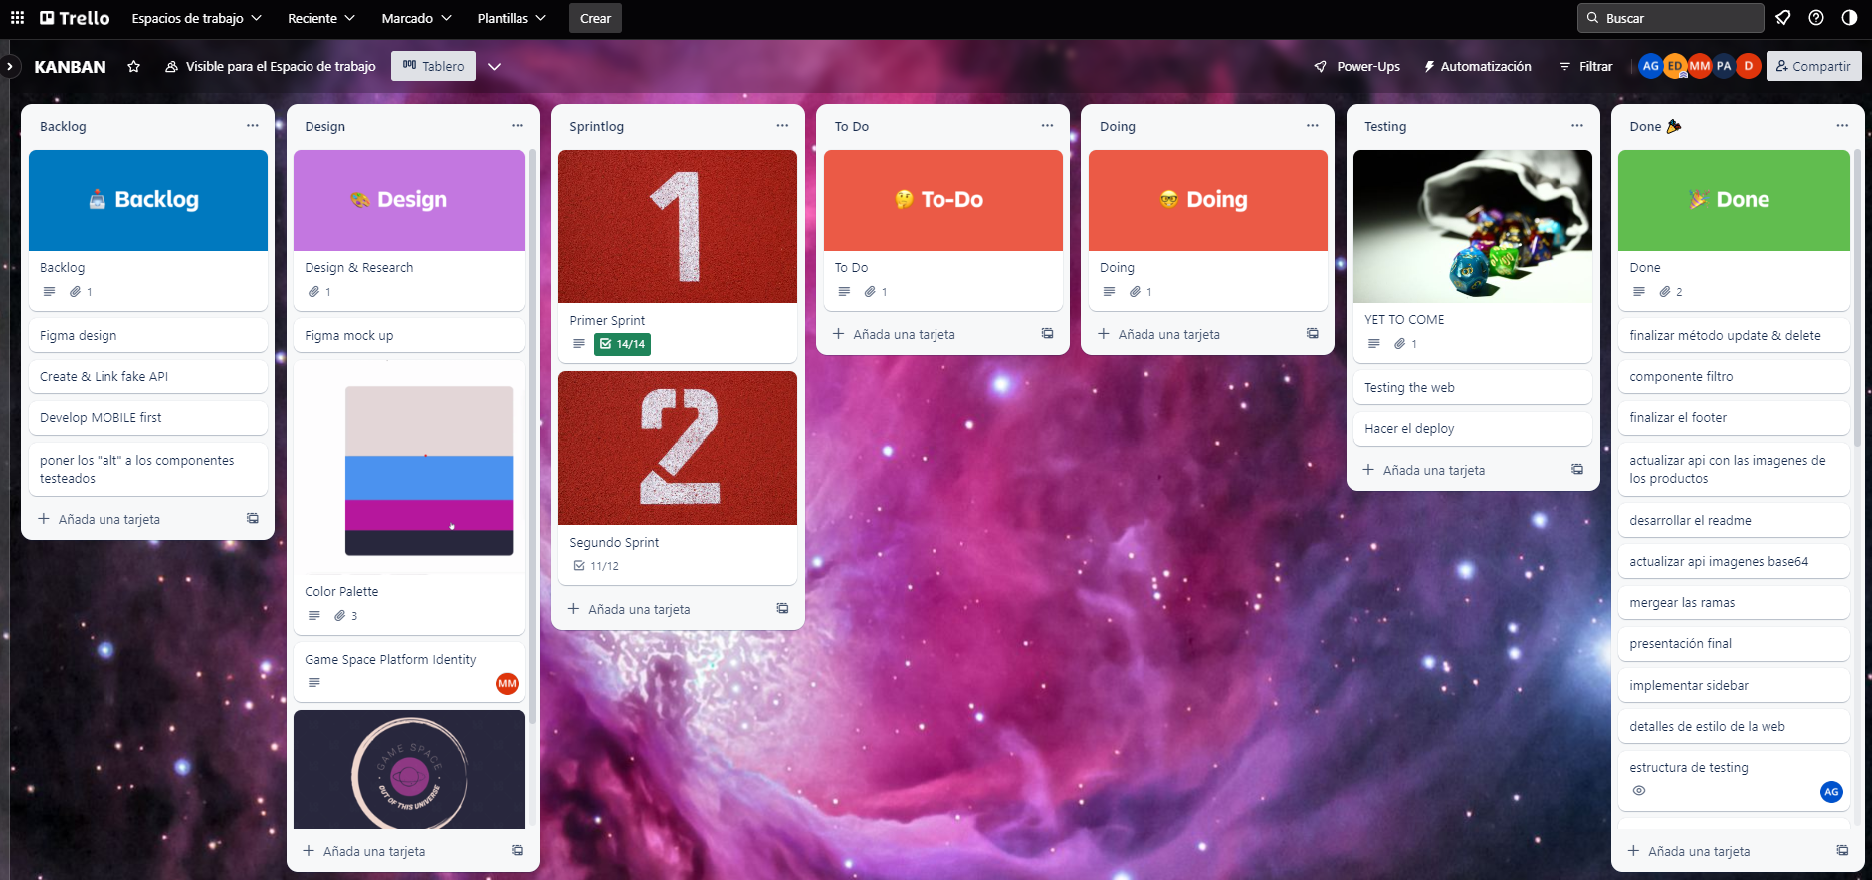 Trello
Espacios de trabajo
Reciente
Marcado
Plantillas
Crear
Buscar
KANBAN
Visible para el Espacio de trabajo
Tablero
Power-Ups
Automatización
Filtrar
AG
ED
MM
PA
D
Compartir
Backlog
Backlog
Backlog
1
Figma design
Create & Link fake API
Develop MOBILE first
poner los "alt" a los componentes
testeados
Añada una tarjeta
Design
Design
Design & Research
1
Figma mock up
Color Palette
3
Game Space Platform Identity
MM
GAME SPACE
OUT OF THIS UNIVERSE
Añada una tarjeta
Sprintlog
1
Primer Sprint
14/14
2
Segundo Sprint
11/12
Añada una tarjeta
To Do
To-Do
To Do
1
Añada una tarjeta
Doing
Doing
Doing
1
Añada una tarjeta
Testing
YET TO COME
1
Testing the web
Hacer el deploy
Añada una tarjeta
Done
Done
Done
2
finalizar método update & delete
componente filtro
finalizar el footer
actualizar api con las imagenes de
los productos
desarrollar el readme
actualizar api imagenes base64
mergear las ramas
presentación final
implementar sidebar
detalles de estilo de la web
estructura de testing
AG
Añada una tarjeta